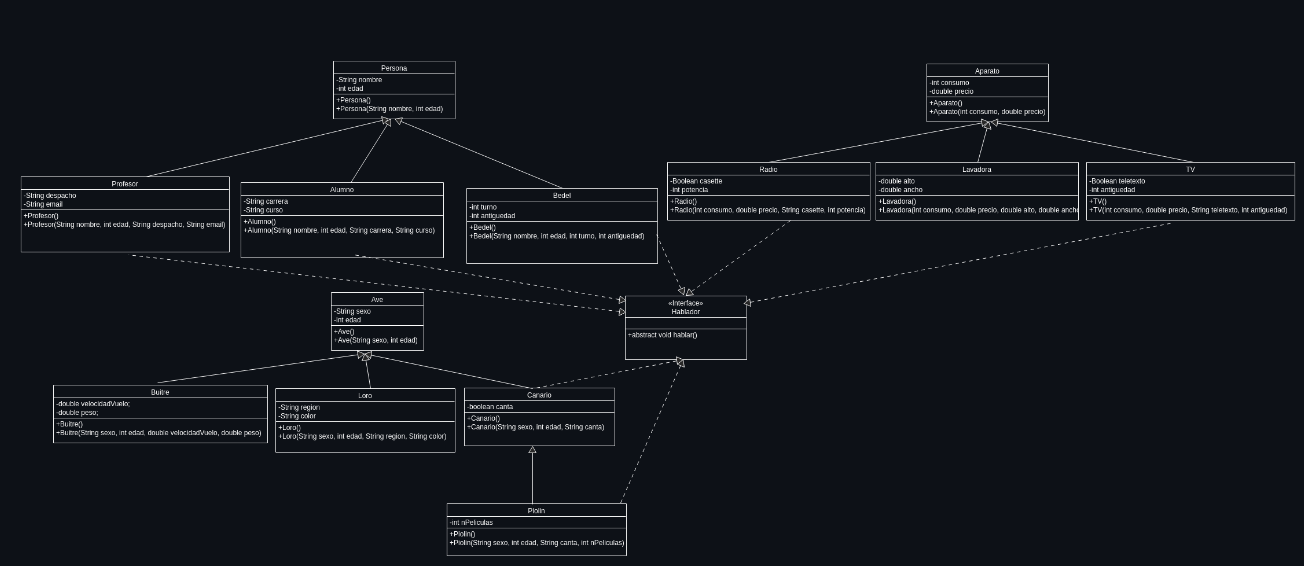 Persona
-String nombre
-int edad
+Persona()
+Persona(String nombre, int edad)
Aparato
-int consumo
-double precio
+Aparato()
+Aparato(int consumo, double precio)
Profesor
-String despacho
-String email
+Profesor()
+Profesor(String nombre, int edad, String despacho, String email)
Alumno
-String carrera
-String curso
+Alumno()
+Alumno(String nombre, int edad, String carrera, String curso)
Bedel
-int turno
-int antiguedad
+Bedel()
+Bedel(String nombre, int edad, int turno, int antiguedad)
Radio
-Boolean casette
-int potencia
+Radio()
+Radio(int consumo, double precio, String casette, int potencia)
Lavadora
-double alto
-double ancho
+Lavadora()
+Lavadora(int consumo, double precio, double alto, double ancho
TV
-Boolean teletexto
-int antiguedad
+TV()
+TV(int consumo, double precio, String teletexto, int antiguedad)
«Interface»
Hablador
+abstract void hablar()
Ave
-String sexo
-int edad
+Ave()
+Ave(String sexo, int edad)
Buitre
-double velocidadVuelo;
-double peso;
+Buitre()
+Buitre(String sexo, int edad, double velocidadVuelo, double peso)
Loro
-String region
-String color
+Loro()
+Loro(String sexo, int edad, String region, String color)
Canario
-boolean canta
+Canario()
+Canario(String sexo, int edad, String canta)
Piolin
-int nPeliculas
+Piolin()
+Piolin(String sexo, int edad, String canta, int nPeliculas)